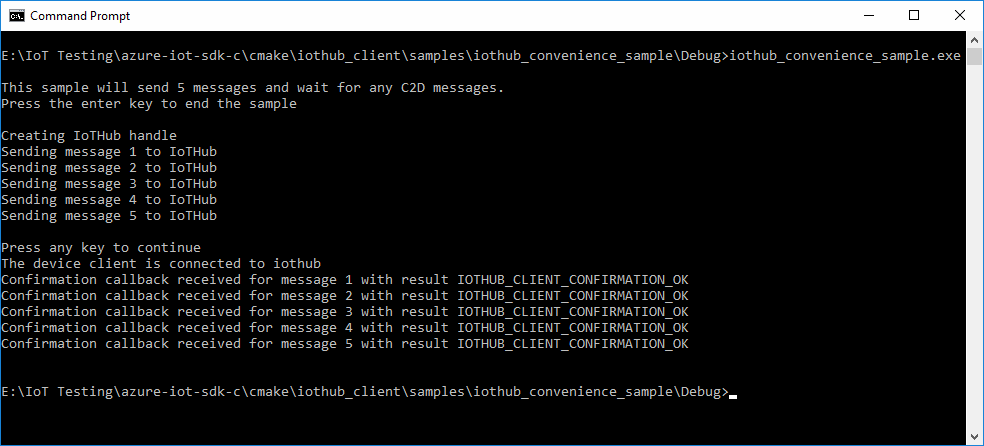 Command Prompt
E:\IoT Testing\azure-iot-sdk-c\cmake\iothub_client\samples\iothub_convenience_sample\Debug>iothub_convenience_sample.exe
This sample will send 5 messages and wait for any C2D messages.
Press the enter key to end the sample
Creating IoTHub handle
Sending message 1 to IoTHub
Sending message 2 to IoTHub
Sending message 3 to IoTHub
Sending message 4 to IoTHub
Sending message 5 to IoTHub
Press any key to continue
The device client is connected to iothub
Confirmation callback received for message 1 with result IOTHUB_CLIENT_CONFIRMATION_OK
Confirmation callback received for message 2 with result IOTHUB_CLIENT_CONFIRMATION_OK
Confirmation callback received for message 3 with result IOTHUB_CLIENT_CONFIRMATION_OK
Confirmation callback received for message 4 with result IOTHUB_CLIENT_CONFIRMATION_OK
Confirmation callback received for message 5 with result IOTHUB_CLIENT_CONFIRMATION_OK
E:\IoT Testing\azure-iot-sdk-c\cmake\iothub_client\samples\iothub_convenience_sample\Debug>